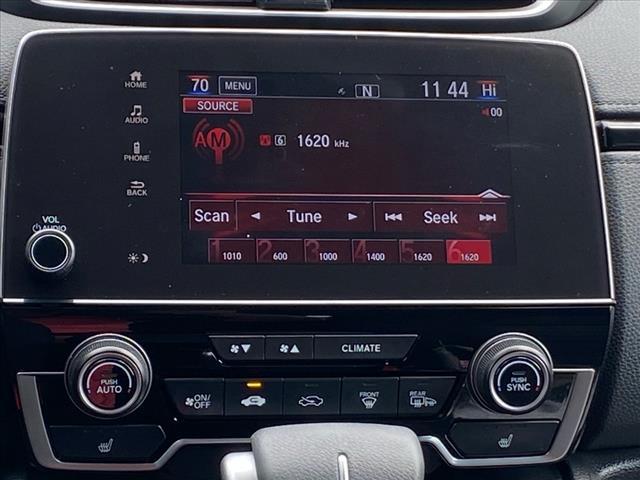 70 MENU N 11 44 Hi
SOURCE 00
AM 6 1620 kHz
HOME
AUDIO
PHONE
BACK
VOL
AUDIO
Scan Tune Seek
1 1010 2 600 3 1000 4 1400 5 1620 6 1620
CLIMATE
PUSH AUTO
ON/OFF
FRONT
REAR
PUSH SYNC